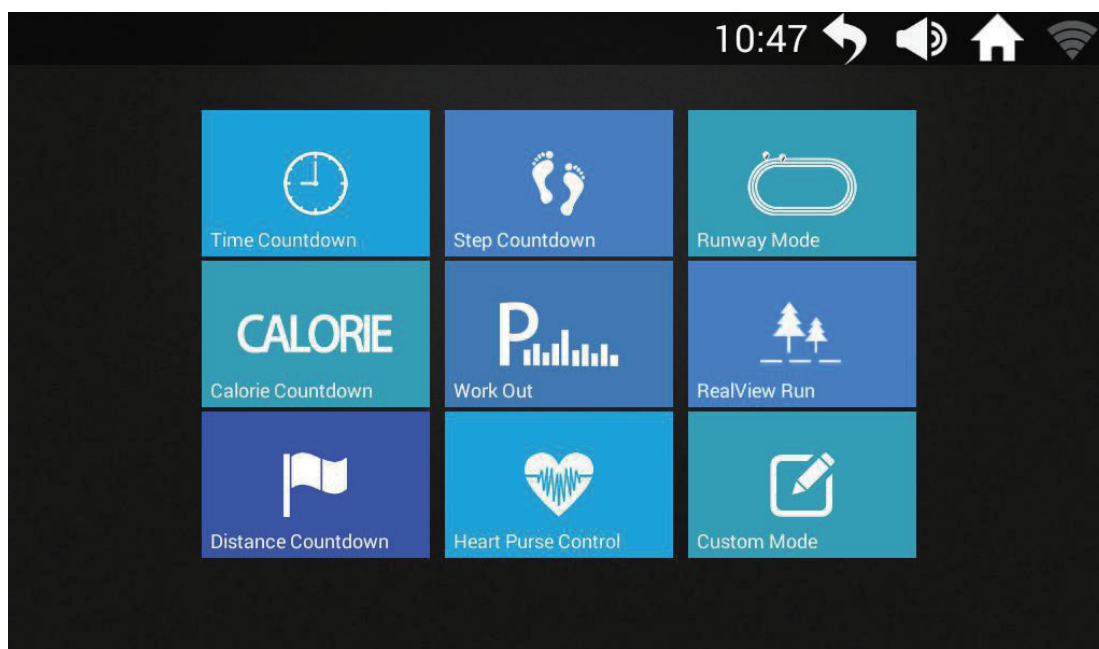 10:47
Time Countdown
Step Countdown
Runway Mode
CALORIE
Calorie Countdown
P
Work Out
RealView Run
Distance Countdown
Heart Purse Control
Custom Mode